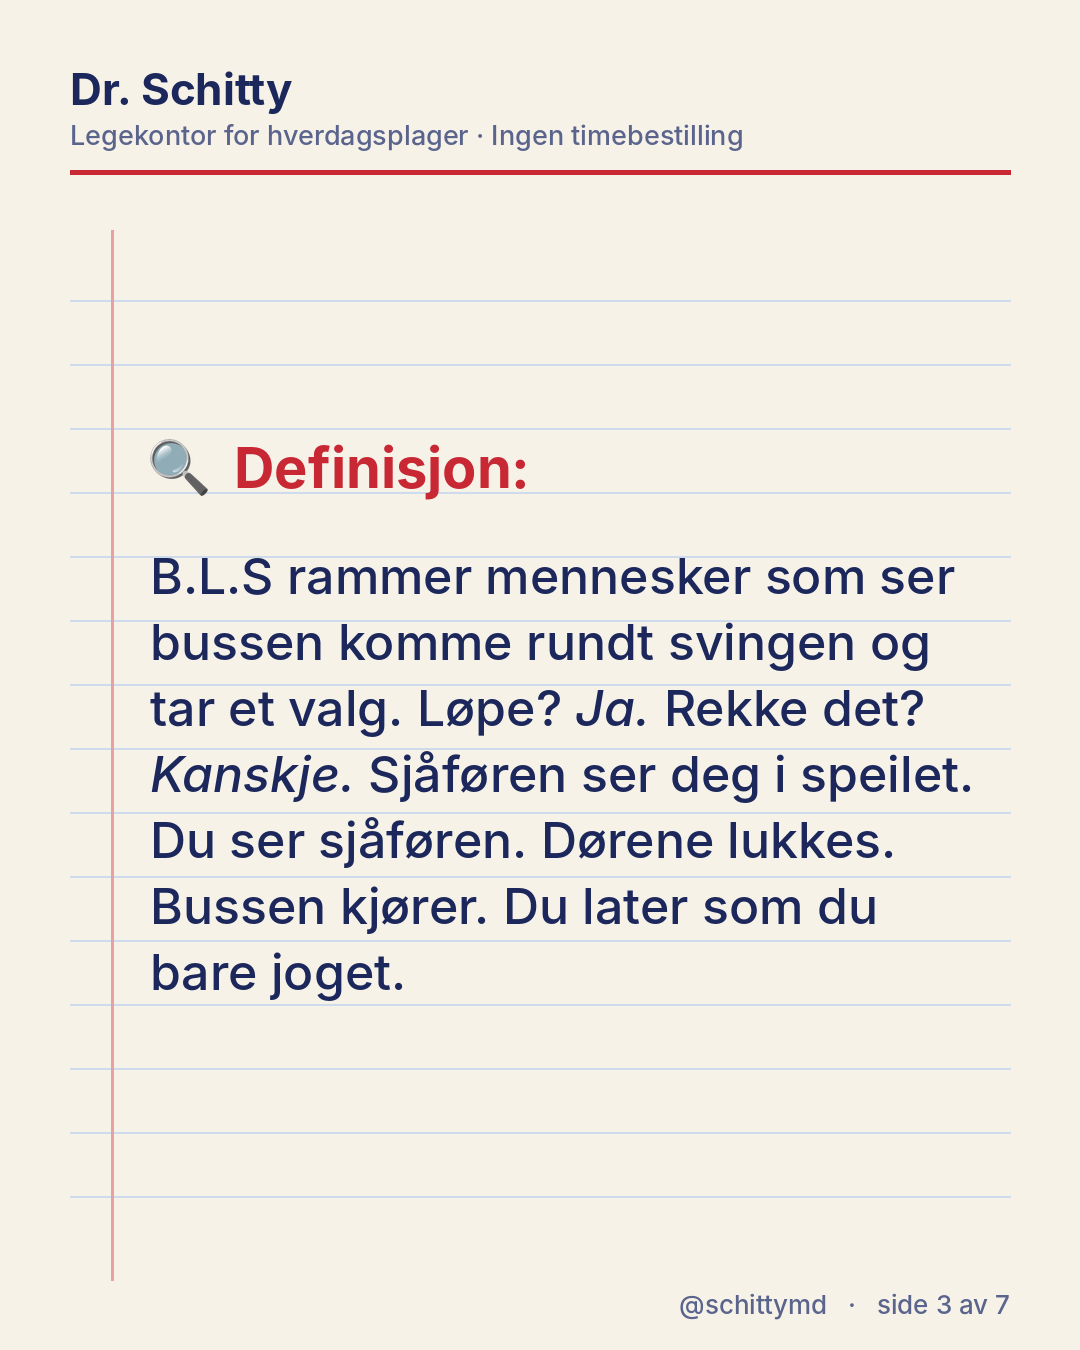 Dr. Schitty
Legekontor for hverdagsplager · Ingen timebestilling
🔍 Definisjon:
B.L.S rammer mennesker som ser
bussen komme rundt svingen og
tar et valg. Løpe? Ja. Rekke det?
Kanskje. Sjåføren ser deg i speilet.
Du ser sjåføren. Dørene lukkes.
Bussen kjører. Du later som du
bare joget.
@schittymd · side 3 av 7